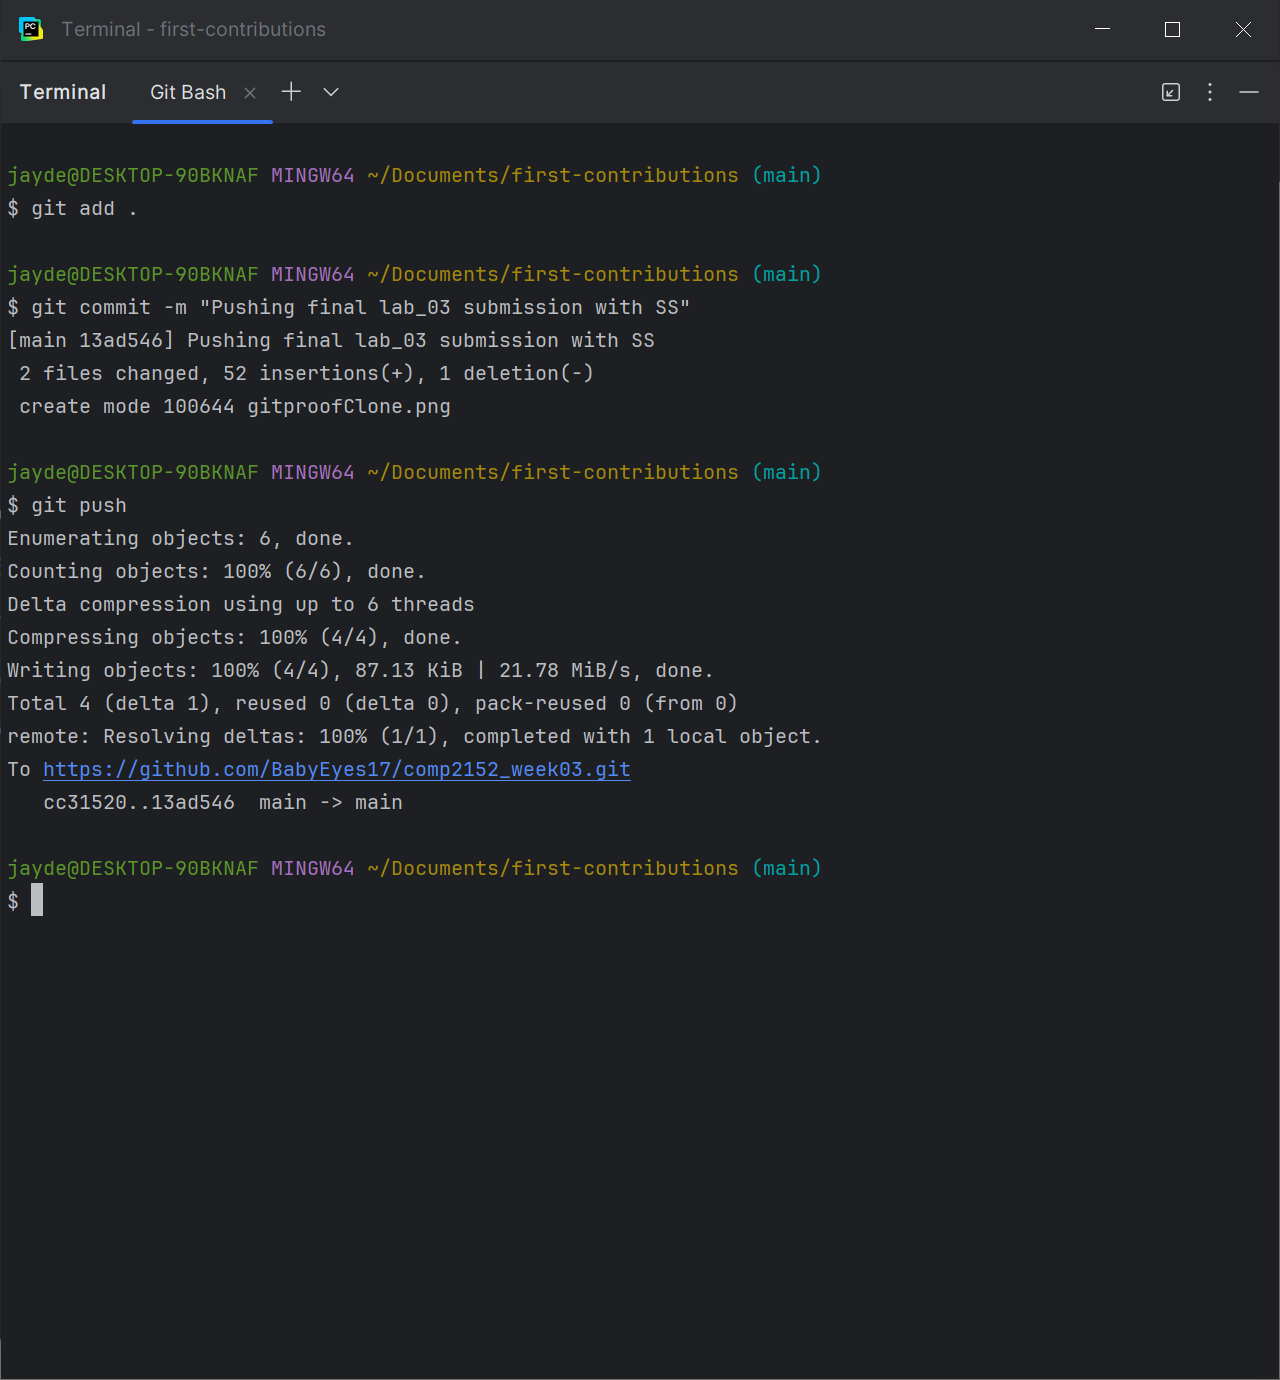 PC
Terminal - first-contributions
Terminal Git Bash
jayde@DESKTOP-90BKNAF MINGW64 ~/Documents/first-contributions (main)
$ git add .
jayde@DESKTOP-90BKNAF MINGW64 ~/Documents/first-contributions (main)
$ git commit -m "Pushing final lab_03 submission with SS"
[main 13ad546] Pushing final lab_03 submission with SS
 2 files changed, 52 insertions(+), 1 deletion(-)
 create mode 100644 gitproofClone.png
jayde@DESKTOP-90BKNAF MINGW64 ~/Documents/first-contributions (main)
$ git push
Enumerating objects: 6, done.
Counting objects: 100% (6/6), done.
Delta compression using up to 6 threads
Compressing objects: 100% (4/4), done.
Writing objects: 100% (4/4), 87.13 KiB | 21.78 MiB/s, done.
Total 4 (delta 1), reused 0 (delta 0), pack-reused 0 (from 0)
remote: Resolving deltas: 100% (1/1), completed with 1 local object.
To https://github.com/BabyEyes17/comp2152_week03.git
   cc31520..13ad546  main -> main
jayde@DESKTOP-90BKNAF MINGW64 ~/Documents/first-contributions (main)
$